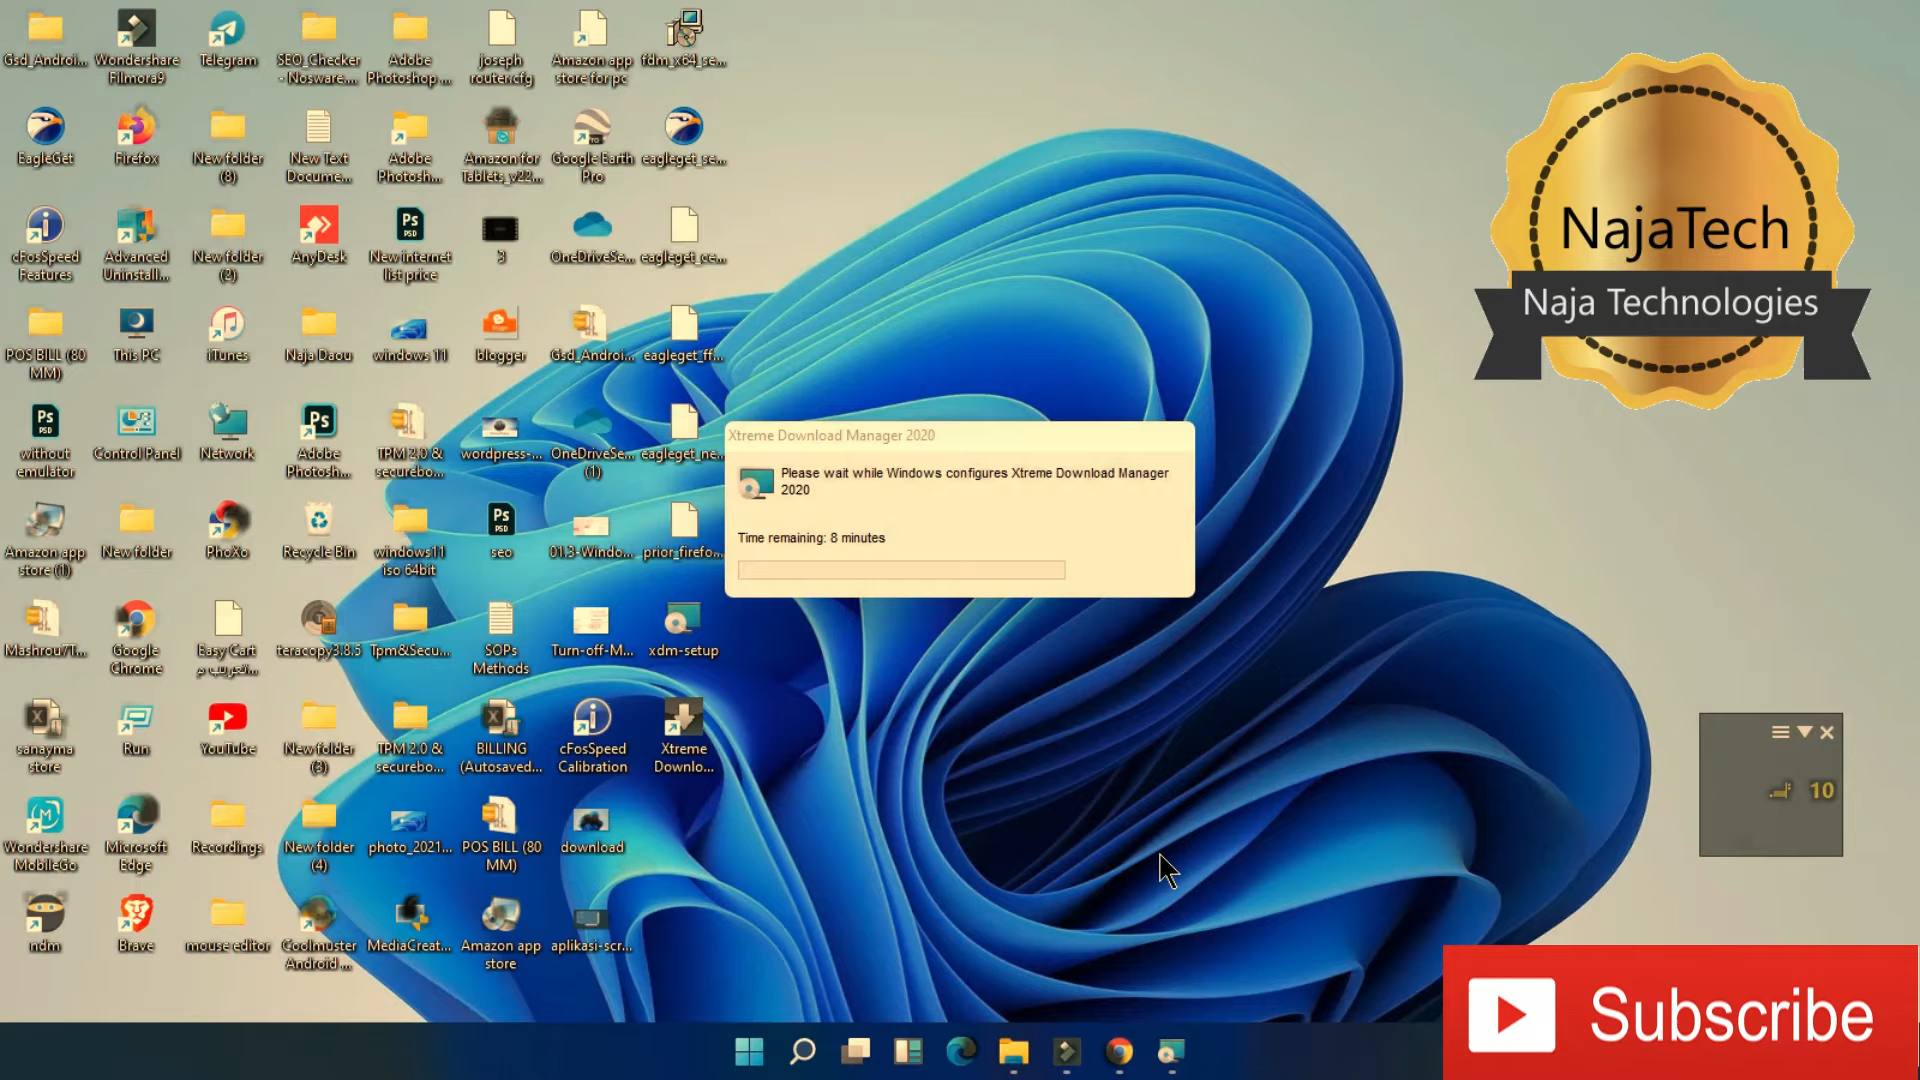 Gsd_Androi...
Wondershare
Filmora9
Telegram
SEO_Checker
- Nosware....
Adobe
Photoshop ...
joseph
router.cfg
Amazon app
store for pc
fdm_x64_se...
EagleGet
Firefox
New folder
(8)
New Text
Docume...
Adobe
Photosh...
Amazon for
Tablets_v22...
Google Earth
Pro
eagleget_se...
cFosSpeed
Features
Advanced
Uninstall...
New folder
(2)
AnyDesk
New internet
list price
3
OneDriveSe...
eagleget_ce...
POS BILL (80
MM)
This PC
iTunes
Naja Daou
windows 11
blogger
Gsd_Androi...
eagleget_ff...
without
emulator
Control Panel
Network
Adobe
Photosh...
TPM 2.0 &
securebo...
wordpress-...
OneDriveSe...
(1)
eagleget_ne...
Amazon app
store (1)
New folder
PhoXo
Recycle Bin
windows11
iso 64bit
seo
01.3-Windo...
prior_firefo...
Mashrou7T...
Google
Chrome
Easy Cart
teracopy3.8.5
Tpm&Secu...
SOPs
Methods
Turn-off-M...
xdm-setup
sanayma
store
Run
YouTube
New folder
(3)
TPM 2.0 &
securebo...
BILLING
(Autosaved...
cFosSpeed
Calibration
Xtreme
Downlo...
Wondershare
MobileGo
Microsoft
Edge
Recordings
New folder
(4)
photo_2021...
POS BILL (80
MM)
download
ndm
Brave
mouse editor
Coolmuster
Android ...
MediaCreat...
Amazon app
store
aplikasi-scr...
Xtreme Download Manager 2020
Please wait while Windows configures Xtreme Download Manager
2020
Time remaining: 8 minutes
NajaTech
Naja Technologies
10
Subscribe